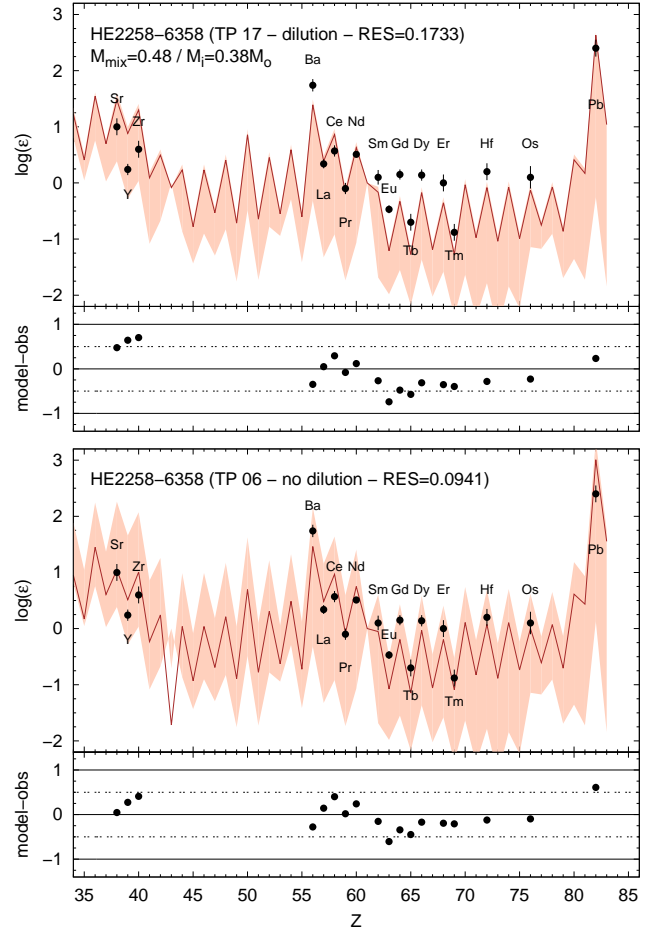 HE2258−6358 (TP 17 − dilution − RES=0.1733)
M_mix=0.48 / M_i=0.38M_o
Ba
Sr
Zr
Ce Nd
Sm Gd Dy Er Hf Os
Pb
Y
La
Eu
Pr
Tb
Tm
log(ε)
3
2
1
0
−1
−2
model−obs
1
0
−1
HE2258−6358 (TP 06 − no dilution − RES=0.0941)
Ba
Sr
Zr
Ce Nd
Sm Gd Dy Er Hf Os
Pb
Y
La
Eu
Pr
Tb
Tm
log(ε)
3
2
1
0
−1
−2
model−obs
1
0
−1
35 40 45 50 55 60 65 70 75 80 85
Z